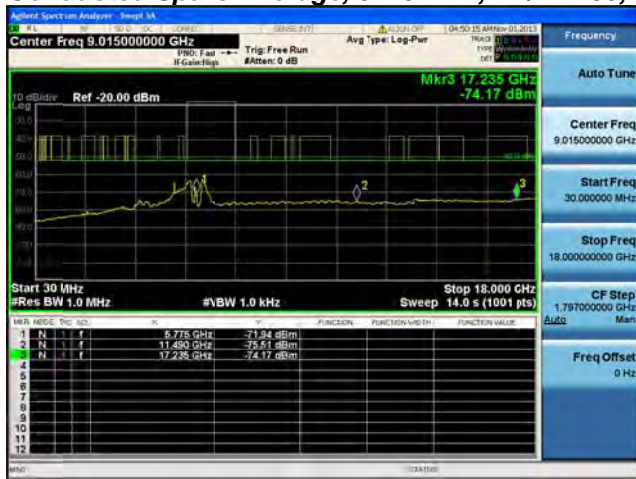 Agilent Spectrum Analyzer - Swept SA
04:50:15 AM Nov 03, 2013
Center Freq 9.015000000 GHz
PNO: Fast
IFGain:High
Trig: Free Run
#Atten: 0 dB
Avg Type: Log-Pwr
TRACE
TYPE
DET
Frequency
Mkr3 17.235 GHz
-74.17 dBm
10 dB/div
Log
Ref -20.00 dBm
Auto Tune
Center Freq
9.015000000 GHz
Start Freq
30.000000 MHz
Stop Freq
18.000000000 GHz
CF Step
1.797000000 GHz
Auto Man
Freq Offset
0 Hz
1
2
3
Start 30 MHz
Stop 18.000 GHz
#Res BW 1.0 MHz
#VBW 1.0 kHz
Sweep 14.0 s (1001 pts)
MKR MODE TRC SCL X Y FUNCTION FUNCTION WIDTH FUNCTION VALUE
1 N 1 f 5.775 GHz -71.94 dBm
2 N 1 f 11.490 GHz -75.51 dBm
3 N 1 f 17.235 GHz -74.17 dBm
4
5
6
7
8
9
10
11
12
MSG
STATUS